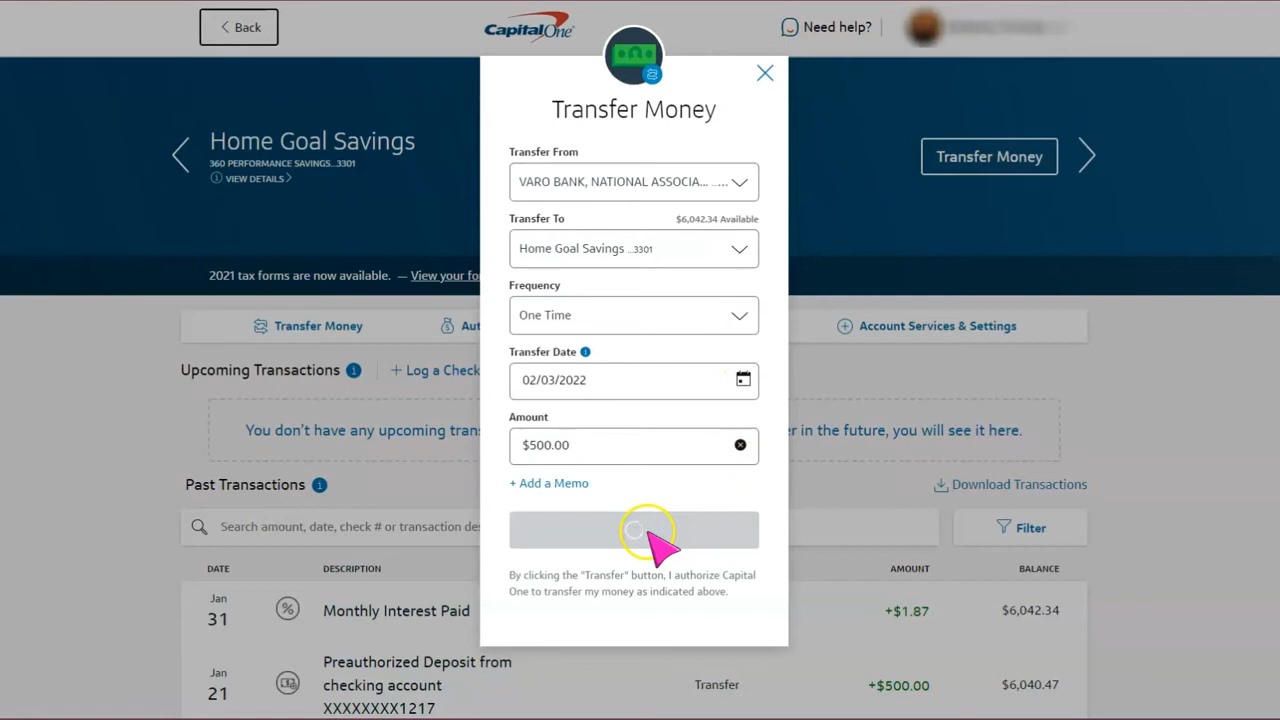 Back
CapitalOne
Need help?
Transfer Money
Home Goal Savings
360 PERFORMANCE SAVINGS...3301
VIEW DETAILS
Transfer Money
Transfer From
VARO BANK, NATIONAL ASSOCIA... ......
Transfer To $6,042.34 Available
Home Goal Savings ...3301
Frequency
One Time
2021 tax forms are now available. — View your fo
Transfer Money
Aut
Account Services & Settings
Transfer Date
02/03/2022
Upcoming Transactions + Log a Check
Amount
$500.00
You don't have any upcoming tran
er in the future, you will see it here.
+ Add a Memo
Past Transactions
Download Transactions
Search amount, date, check # or transaction des
Filter
By clicking the "Transfer" button, I authorize Capital
One to transfer my money as indicated above.
DATE DESCRIPTION AMOUNT BALANCE
Jan
31 Monthly Interest Paid +$1.87 $6,042.34
Jan
21
Preauthorized Deposit from
checking account
XXXXXXXX1217
Transfer +$500.00 $6,040.47